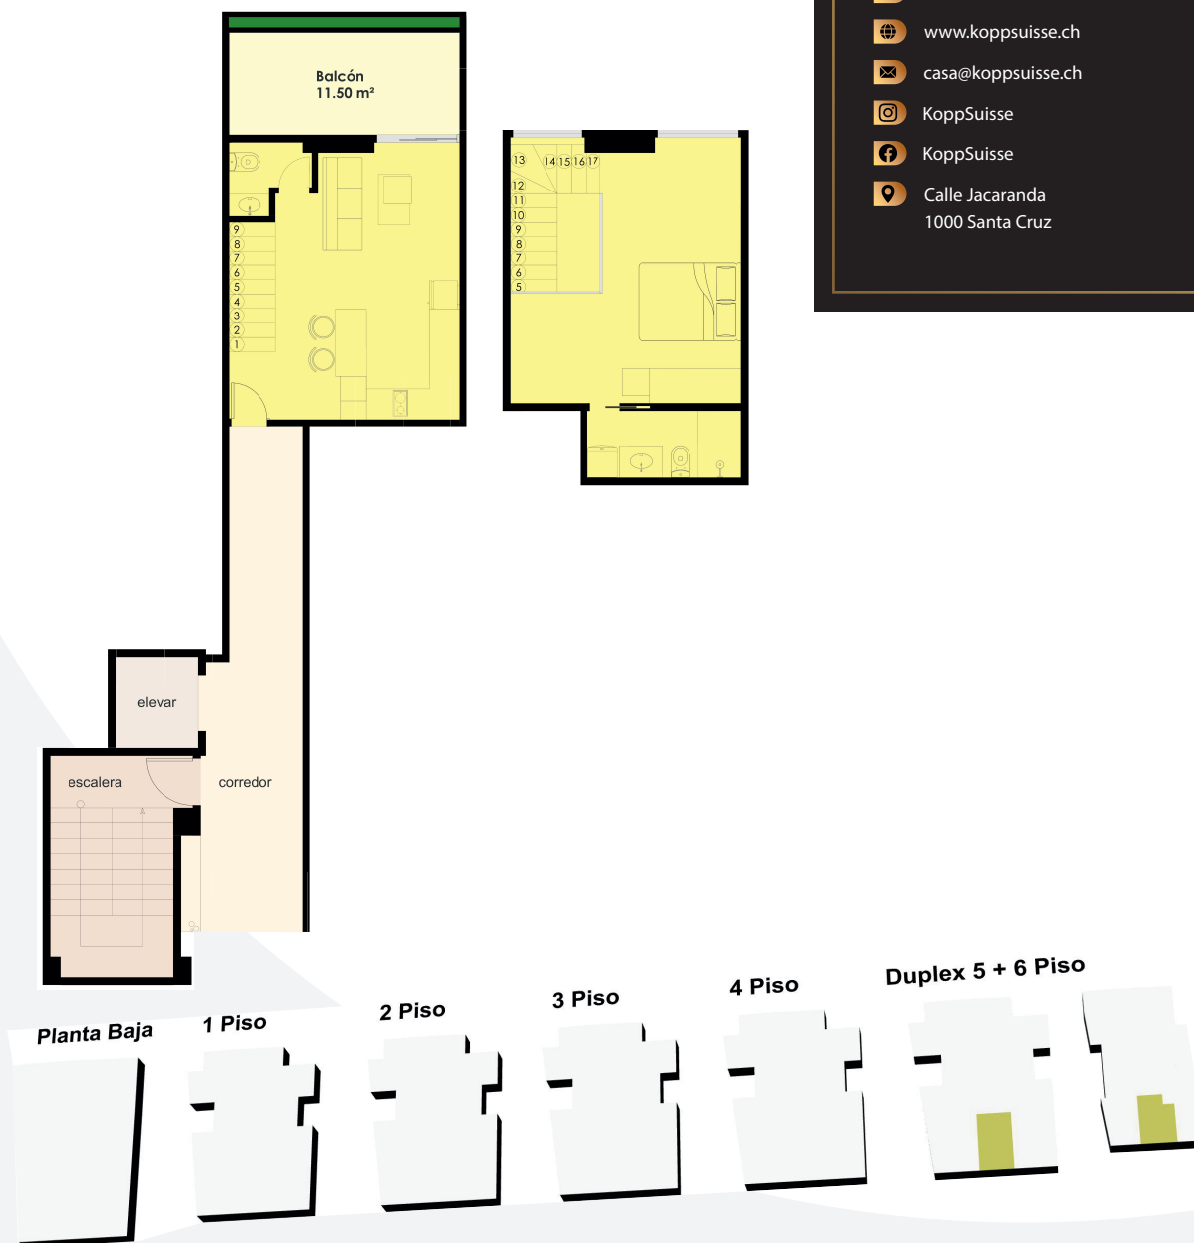 www.koppsuisse.ch
casa@koppsuisse.ch
KoppSuisse
KoppSuisse
Calle Jacaranda
1000 Santa Cruz
Balcón
11.50 m²
9
8
7
6
5
4
3
2
1
13
14 15 16 17
12
11
10
9
8
7
6
5
elevar
escalera
corredor
Planta Baja
1 Piso
2 Piso
3 Piso
4 Piso
Duplex 5 + 6 Piso